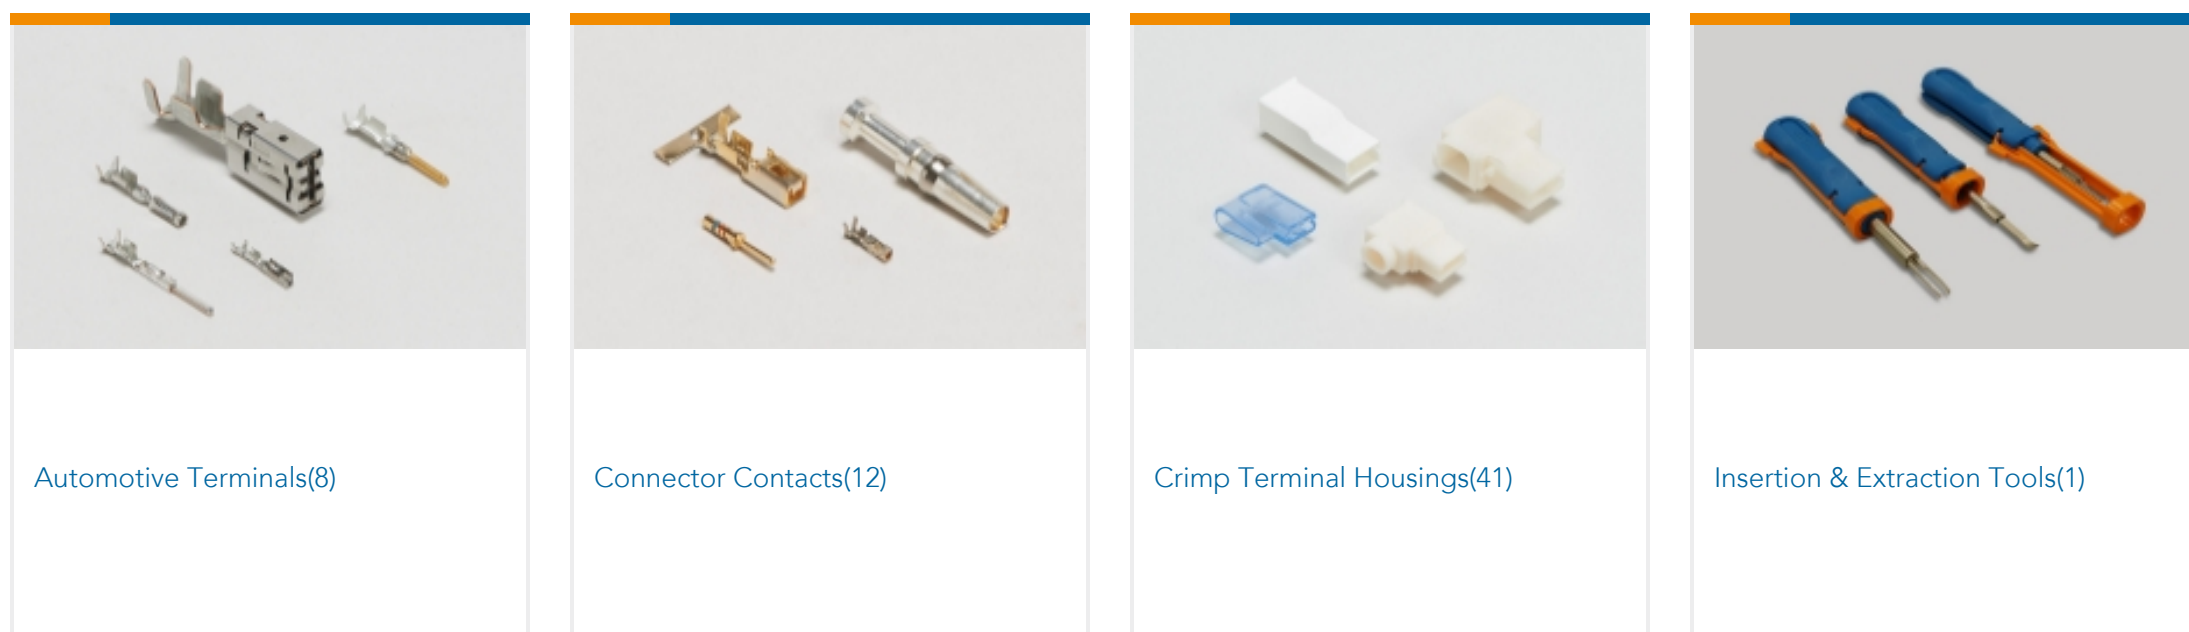 Automotive Terminals(8)
Connector Contacts(12)
Crimp Terminal Housings(41)
Insertion & Extraction Tools(1)